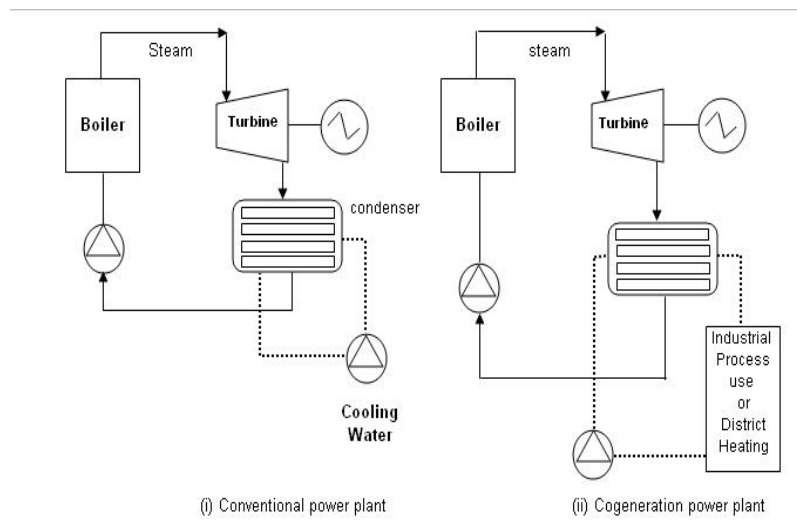 Steam
Boiler
Turbine
condenser
Cooling
Water
(i) Conventional power plant
steam
Boiler
Turbine
Industrial
Process
use
or
District
Heating
(ii) Cogeneration power plant